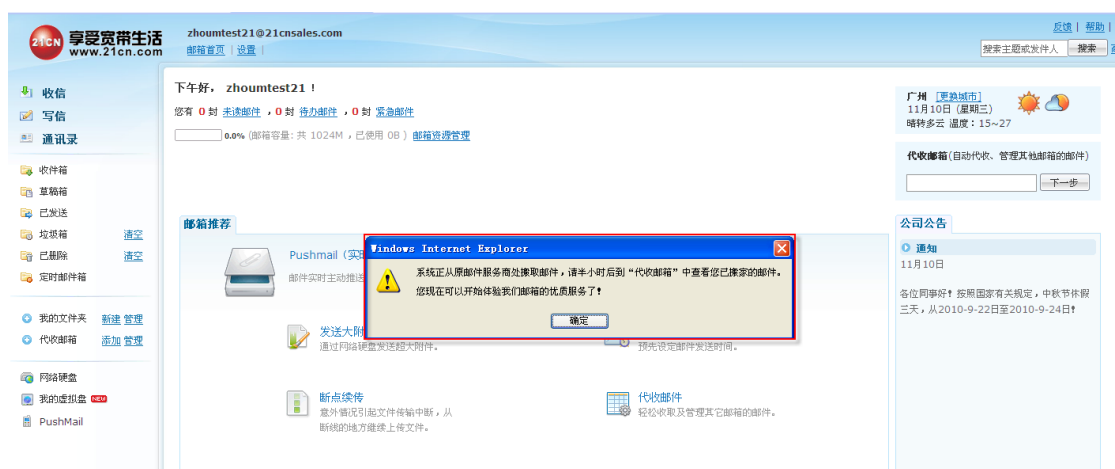 21CN 享受宽带生活
www.21cn.com
zhoumtest21@21cnsales.com
邮箱首页 | 设置 |
反馈 | 帮助 |
搜索主题或发件人 搜索
收信
写信
通讯录
收件箱
草稿箱
已发送
垃圾箱 清空
已删除 清空
定时邮件箱
我的文件夹 新建 管理
代收邮箱 添加 管理
网络硬盘
我的虚拟盘 NEW
PushMail
下午好， zhoumtest21！
您有 0 封 未读邮件 ，0 封 待办邮件 ，0 封 紧急邮件
0.0% (邮箱容量: 共 1024M ，已使用 0B ) 邮箱资源管理
邮箱推荐
Pushmail（实时
邮件实时主动推送
Windows Internet Explorer
系统正从原邮件服务商处搬取邮件，请半小时后到“代收邮箱”中查看您已搬家的邮件。
您现在可以开始体验我们邮箱的优质服务了！
确定
发送大附
通过网络硬盘发送超大附件。
预先设定邮件发送时间。
断点续传
意外情况引起文件传输中断，从
断线的地方继续上传文件。
代收邮件
轻松收取及管理其它邮箱的邮件。
广州 [更换城市]
11月10日 (星期三)
晴转多云 温度：15~27
代收邮箱(自动代收、管理其他邮箱的邮件)
下一步
公司公告
通知
11月10日
各位同事好！按照国家有关规定，中秋节休假
三天，从2010-9-22日至2010-9-24日！